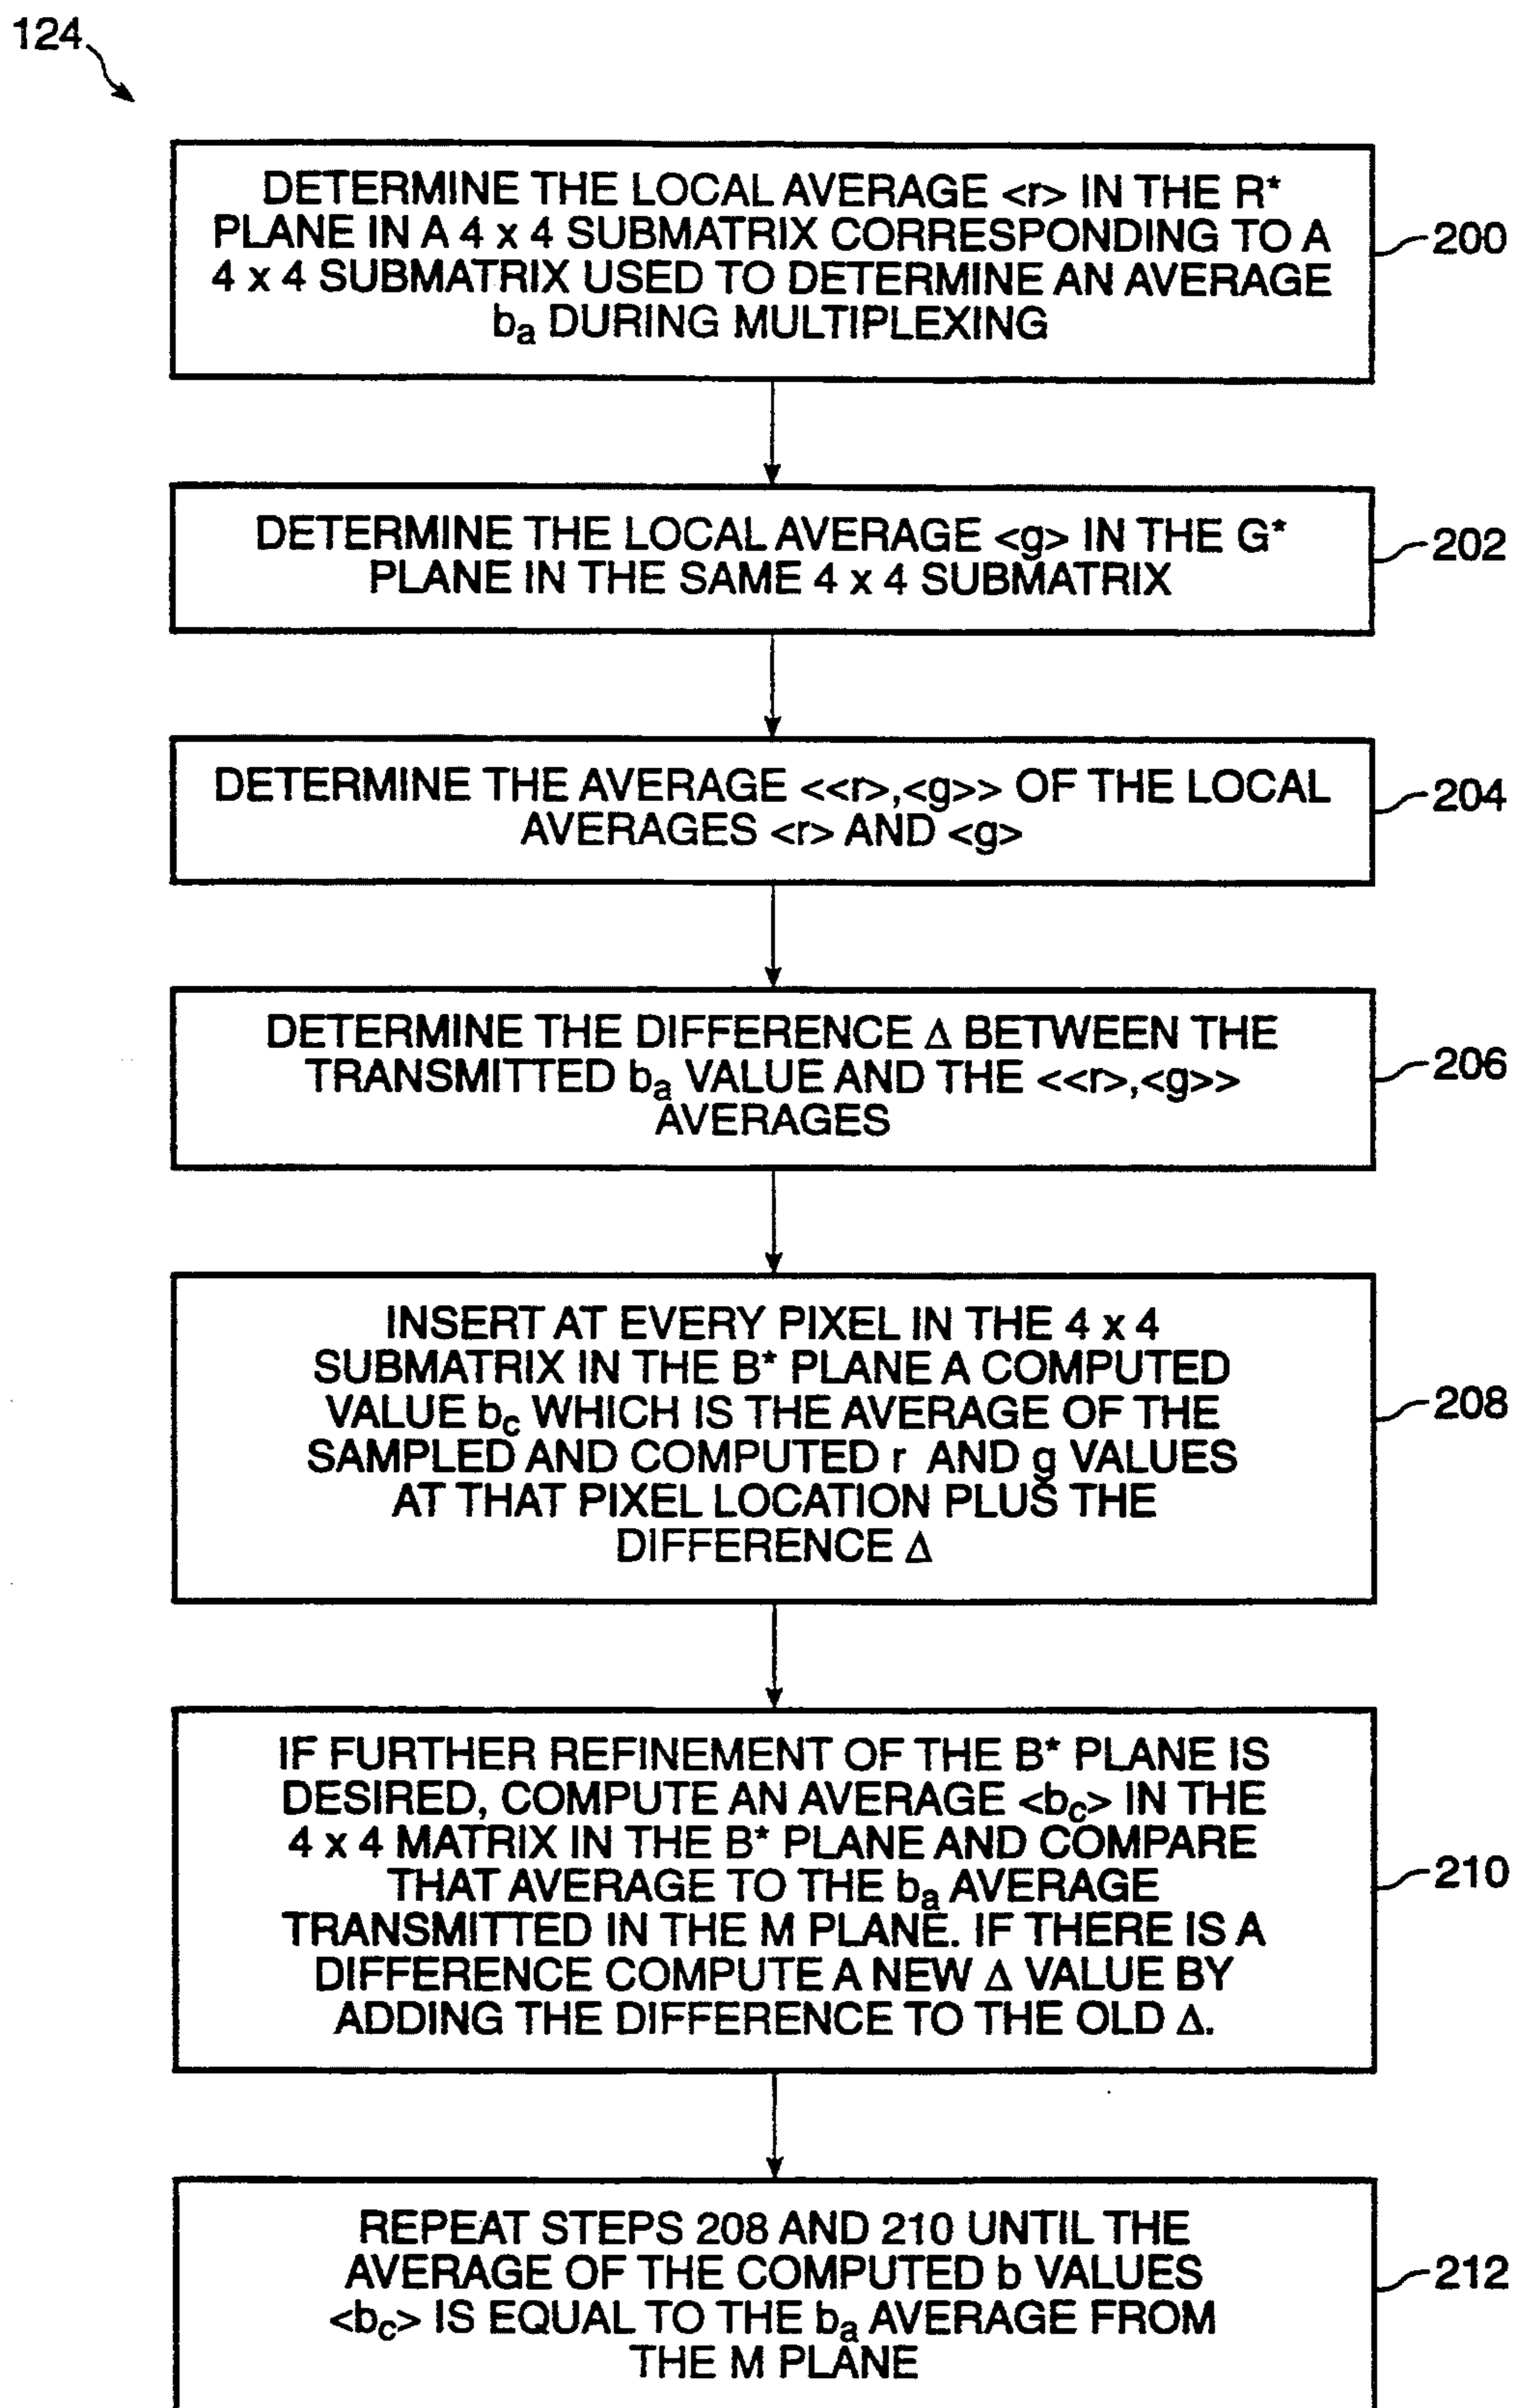 124
DETERMINE THE LOCAL AVERAGE <r> IN THE R*
PLANE IN A 4 x 4 SUBMATRIX CORRESPONDING TO A
4 x 4 SUBMATRIX USED TO DETERMINE AN AVERAGE
ba DURING MULTIPLEXING
200
DETERMINE THE LOCAL AVERAGE <g> IN THE G*
PLANE IN THE SAME 4 x 4 SUBMATRIX
202
DETERMINE THE AVERAGE <<r>,<g>> OF THE LOCAL
AVERAGES <r> AND <g>
204
DETERMINE THE DIFFERENCE Δ BETWEEN THE
TRANSMITTED ba VALUE AND THE <<r>,<g>>
AVERAGES
206
INSERT AT EVERY PIXEL IN THE 4 x 4
SUBMATRIX IN THE B* PLANE A COMPUTED
VALUE bc WHICH IS THE AVERAGE OF THE
SAMPLED AND COMPUTED r AND g VALUES
AT THAT PIXEL LOCATION PLUS THE
DIFFERENCE Δ
208
IF FURTHER REFINEMENT OF THE B* PLANE IS
DESIRED, COMPUTE AN AVERAGE <bc> IN THE
4 x 4 MATRIX IN THE B* PLANE AND COMPARE
THAT AVERAGE TO THE ba AVERAGE
TRANSMITTED IN THE M PLANE. IF THERE IS A
DIFFERENCE COMPUTE A NEW Δ VALUE BY
ADDING THE DIFFERENCE TO THE OLD Δ.
210
REPEAT STEPS 208 AND 210 UNTIL THE
AVERAGE OF THE COMPUTED b VALUES
<bc> IS EQUAL TO THE ba AVERAGE FROM
THE M PLANE
212